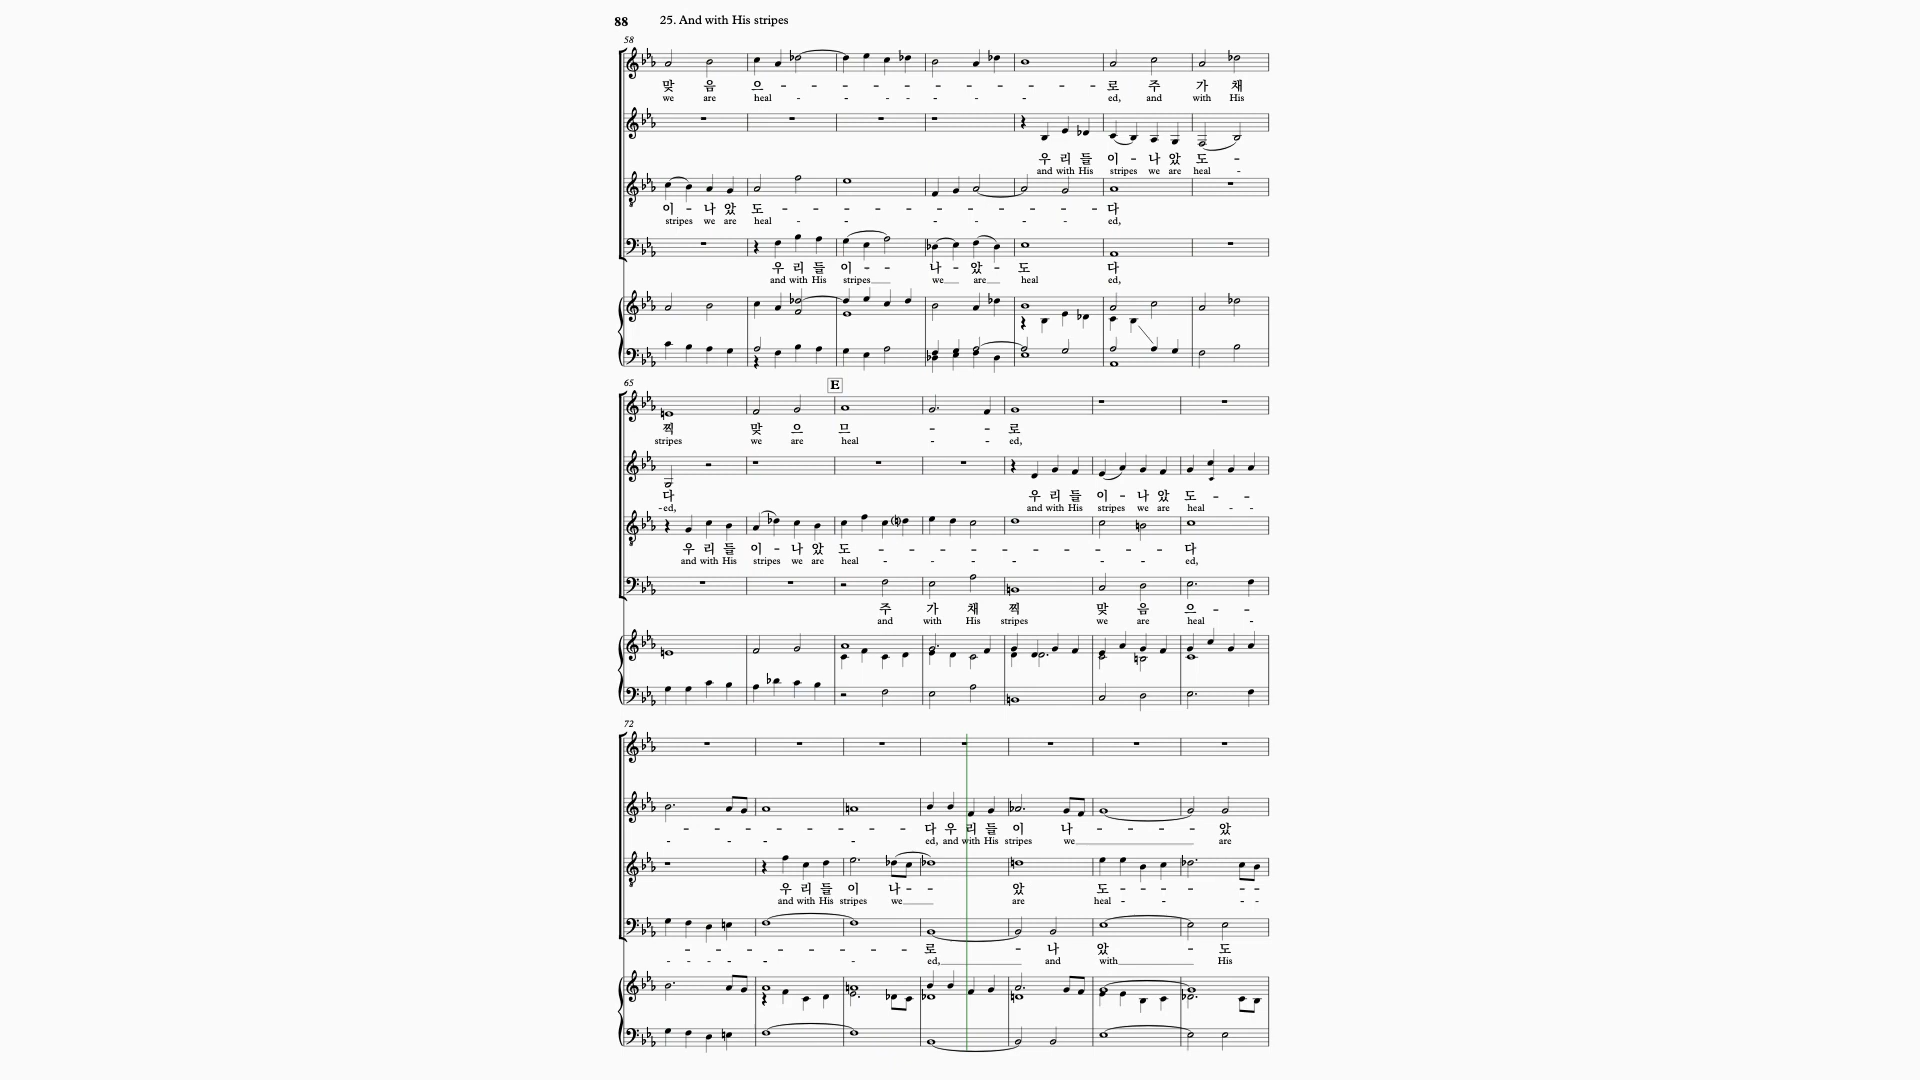 88 25. And with His stripes
58
맞 음 으 - - - - - - - - - - - - 로 주 가 채
we are heal - - - - - - - ed, and with His
우 리 들 이 - 나 았 도 -
and with His stripes we are heal -
이 - 나 았 도 - - - - - - - - - - - 다
stripes we are heal - - - - - - - ed,
우 리 들 이 - - 나 - 았 - 도 다
and with His stripes we are heal ed,
65
E
찍 맞 으 므 - - - 로
stripes we are heal - - ed,
다 우 리 들 이 - 나 았 도 - - -
-ed, and with His stripes we are heal - -
우 리 들 이 - 나 았 도 - - - - - - - - - - 다
and with His stripes we are heal - - - - - - - - ed,
주 가 채 찍 맞 음 으 - -
and with His stripes we are heal -
72
- - - - - - - - 다 우 리 들 이 나 - - - 았
- - - - - ed, and with His stripes we are
우 리 들 이 나 - - 았 도 - - - - - - -
and with His stripes we are heal - - - - - -
- - - - - - - - 로 - 나 았 - 도
- - - - - - ed, and with His